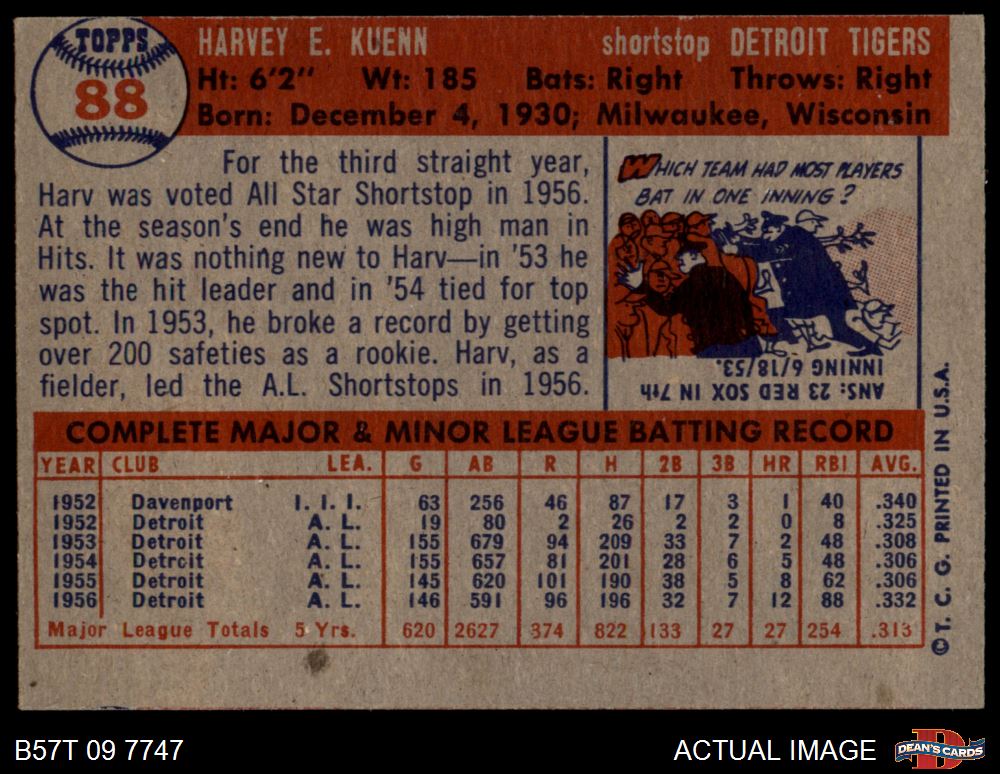 TOPPS
88
HARVEY E. KUENN shortstop DETROIT TIGERS
Ht: 6'2" Wt: 185 Bats: Right Throws: Right
Born: December 4, 1930; Milwaukee, Wisconsin
For the third straight year,
Harv was voted All Star Shortstop in 1956.
At the season's end he was high man in
Hits. It was nothing new to Harv—in '53 he
was the hit leader and in '54 tied for top
spot. In 1953, he broke a record by getting
over 200 safeties as a rookie. Harv, as a
fielder, led the A.L. Shortstops in 1956.
WHICH TEAM HAD MOST PLAYERS
BAT IN ONE INNING?
ANS: 23 RED SOX IN 7th
INNING 6/18/53.
COMPLETE MAJOR & MINOR LEAGUE BATTING RECORD
YEAR CLUB LEA. G AB R H 2B 3B HR RBI AVG.
1952 Davenport I. I. I. 63 256 46 87 17 3 1 40 .340
1952 Detroit A. L. 19 80 2 26 2 2 0 8 .325
1953 Detroit A. L. 155 679 94 209 33 7 2 48 .308
1954 Detroit A. L. 155 657 81 201 28 6 5 48 .306
1955 Detroit A. L. 145 620 101 190 38 5 8 62 .306
1956 Detroit A. L. 146 591 96 196 32 7 12 88 .332
Major League Totals 5 Yrs. 620 2627 374 822 133 27 27 254 .313
© T. C. G. PRINTED IN U.S.A.
B57T 09 7747
ACTUAL IMAGE
DEAN'S CARDS